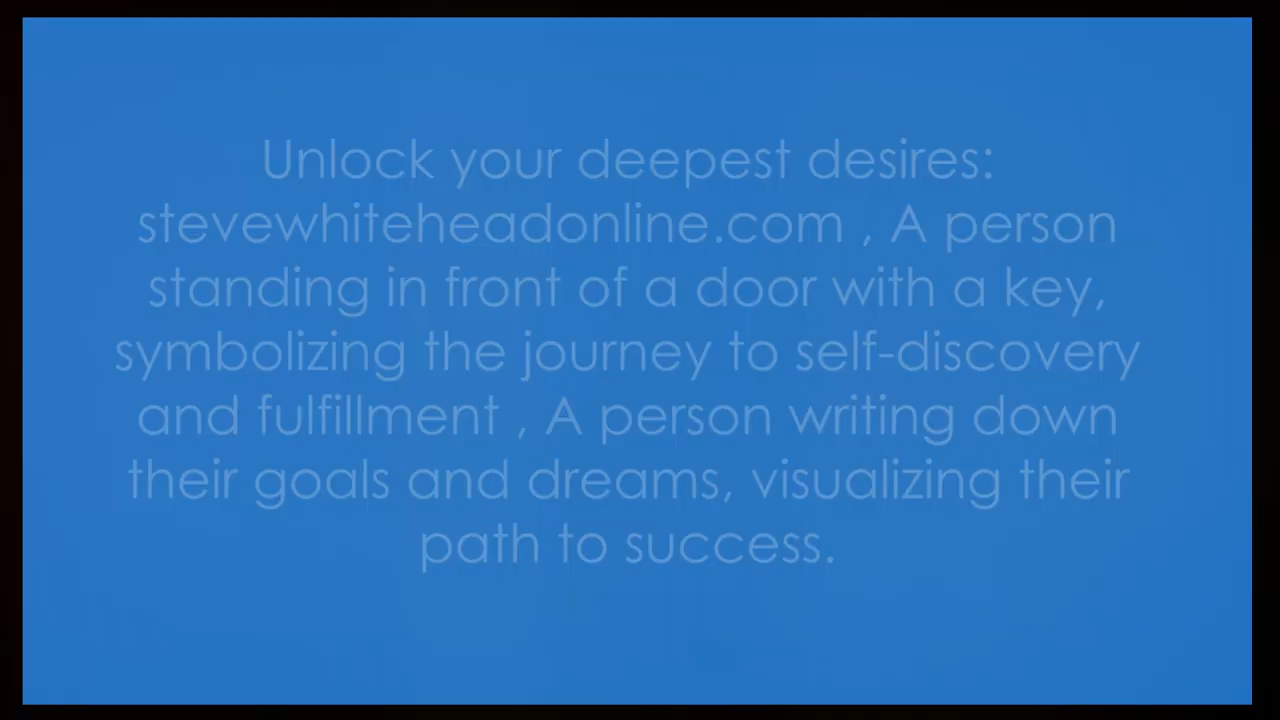 Unlock your deepest desires:
stevewhiteheadonline.com , A person
standing in front of a door with a key,
symbolizing the journey to self-discovery
and fulfillment , A person writing down
their goals and dreams, visualizing their
path to success.